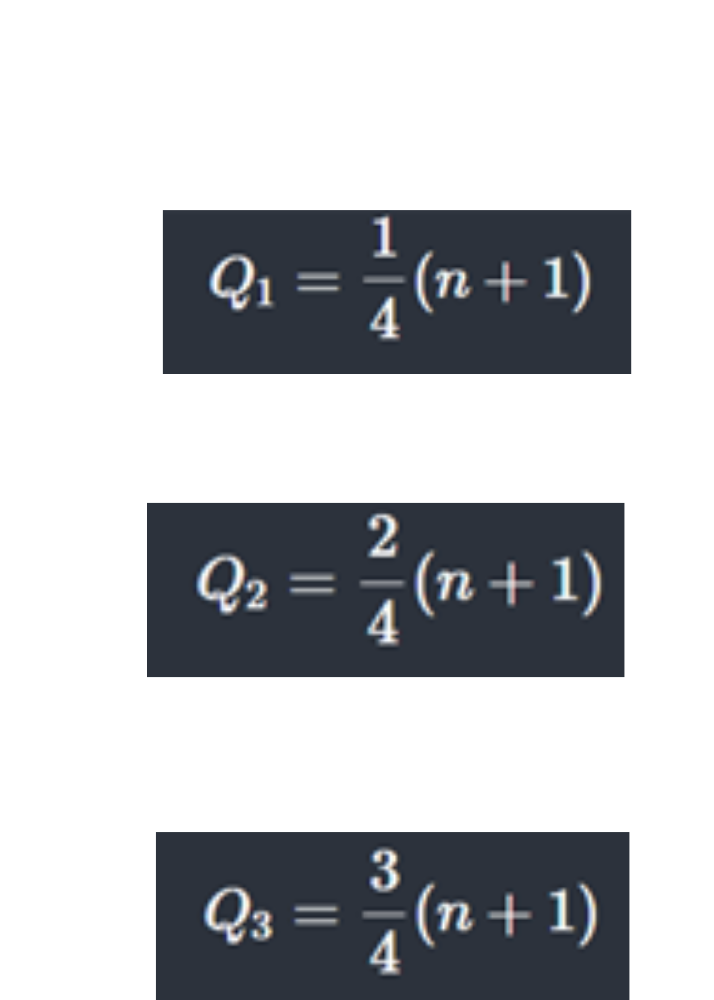 Q₁ = 1/4 (n + 1)
Q₂ = 2/4 (n + 1)
Q₃ = 3/4 (n + 1)